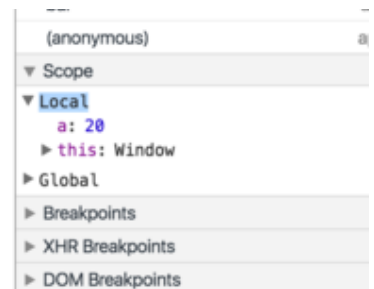 (anonymous)
Scope
Local
a: 20
this: Window
Global
Breakpoints
XHR Breakpoints
DOM Breakpoints